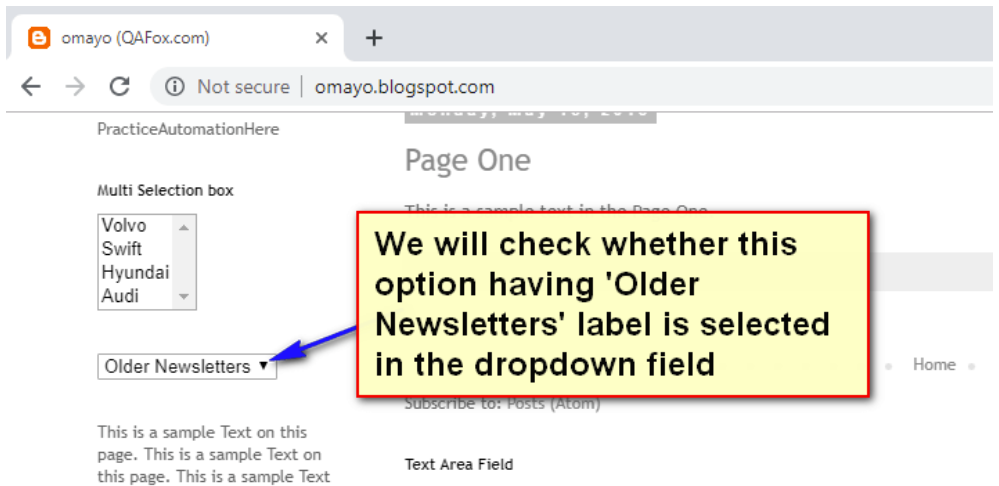 omayo (QAFox.com)
Not secure | omayo.blogspot.com
PracticeAutomationHere
Multi Selection box
Volvo
Swift
Hyundai
Audi
Older Newsletters
This is a sample Text on this
page. This is a sample Text on
this page. This is a sample Text
Page One
This is a sample text in the Page One
We will check whether this
option having 'Older
Newsletters' label is selected
in the dropdown field
Home
Subscribe to: Posts (Atom)
Text Area Field